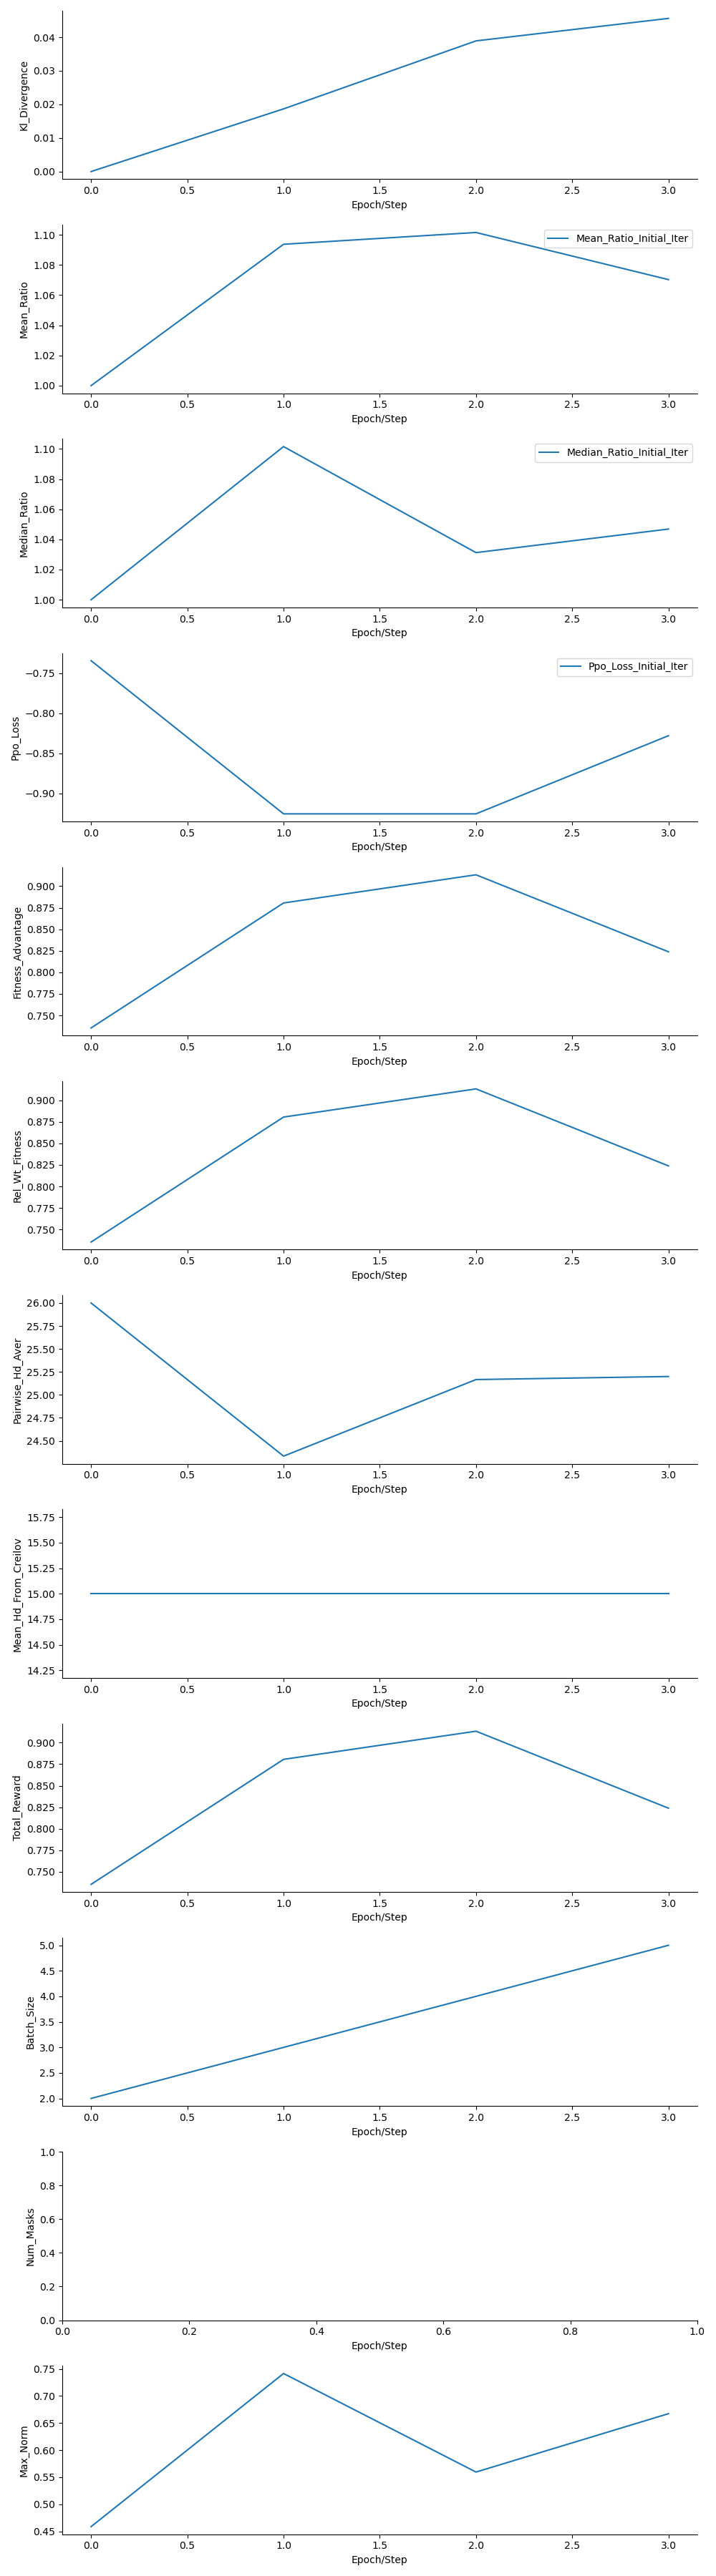 0.04
0.03
0.02
0.01
0.00
Kl_Divergence
0.0 0.5 1.0 1.5 2.0 2.5 3.0
Epoch/Step
Mean_Ratio_Initial_Iter
1.10
1.08
1.06
1.04
1.02
1.00
Mean_Ratio
0.0 0.5 1.0 1.5 2.0 2.5 3.0
Epoch/Step
Median_Ratio_Initial_Iter
1.10
1.08
1.06
1.04
1.02
1.00
Median_Ratio
0.0 0.5 1.0 1.5 2.0 2.5 3.0
Epoch/Step
Ppo_Loss_Initial_Iter
−0.75
−0.80
−0.85
−0.90
Ppo_Loss
0.0 0.5 1.0 1.5 2.0 2.5 3.0
Epoch/Step
0.900
0.875
0.850
0.825
0.800
0.775
0.750
Fitness_Advantage
0.0 0.5 1.0 1.5 2.0 2.5 3.0
Epoch/Step
0.900
0.875
0.850
0.825
0.800
0.775
0.750
Rel_Wt_Fitness
0.0 0.5 1.0 1.5 2.0 2.5 3.0
Epoch/Step
26.00
25.75
25.50
25.25
25.00
24.75
24.50
Pairwise_Hd_Aver
0.0 0.5 1.0 1.5 2.0 2.5 3.0
Epoch/Step
15.75
15.50
15.25
15.00
14.75
14.50
14.25
Mean_Hd_From_Creilov
0.0 0.5 1.0 1.5 2.0 2.5 3.0
Epoch/Step
0.900
0.875
0.850
0.825
0.800
0.775
0.750
Total_Reward
0.0 0.5 1.0 1.5 2.0 2.5 3.0
Epoch/Step
5.0
4.5
4.0
3.5
3.0
2.5
2.0
Batch_Size
0.0 0.5 1.0 1.5 2.0 2.5 3.0
Epoch/Step
1.0
0.8
0.6
0.4
0.2
0.0
Num_Masks
0.0 0.2 0.4 0.6 0.8 1.0
Epoch/Step
0.75
0.70
0.65
0.60
0.55
0.50
0.45
Max_Norm
0.0 0.5 1.0 1.5 2.0 2.5 3.0
Epoch/Step